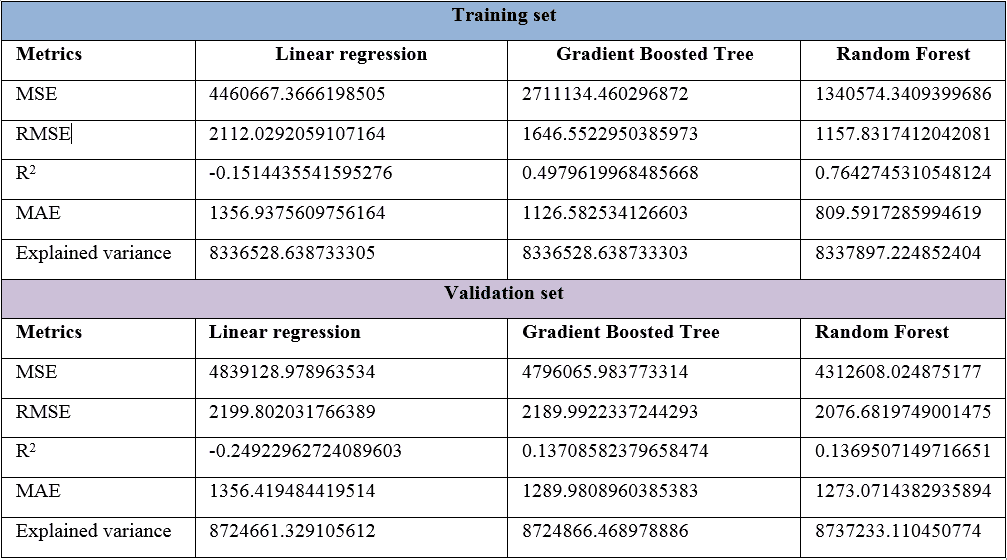 Training set
Metrics Linear regression Gradient Boosted Tree Random Forest
MSE 4460667.3666198505 2711134.460296872 1340574.3409399686
RMSE 2112.0292059107164 1646.5522950385973 1157.8317412042081
R² -0.1514435541595276 0.4979619968485668 0.7642745310548124
MAE 1356.9375609756164 1126.582534126603 809.5917285994619
Explained variance 8336528.638733305 8336528.638733303 8337897.224852404
Validation set
Metrics Linear regression Gradient Boosted Tree Random Forest
MSE 4839128.978963534 4796065.983773314 4312608.024875177
RMSE 2199.802031766389 2189.9922337244293 2076.6819749001475
R² -0.24922962724089603 0.13708582379658474 0.1369507149716651
MAE 1356.419484419514 1289.9808960385383 1273.0714382935894
Explained variance 8724661.329105612 8724866.468978886 8737233.110450774